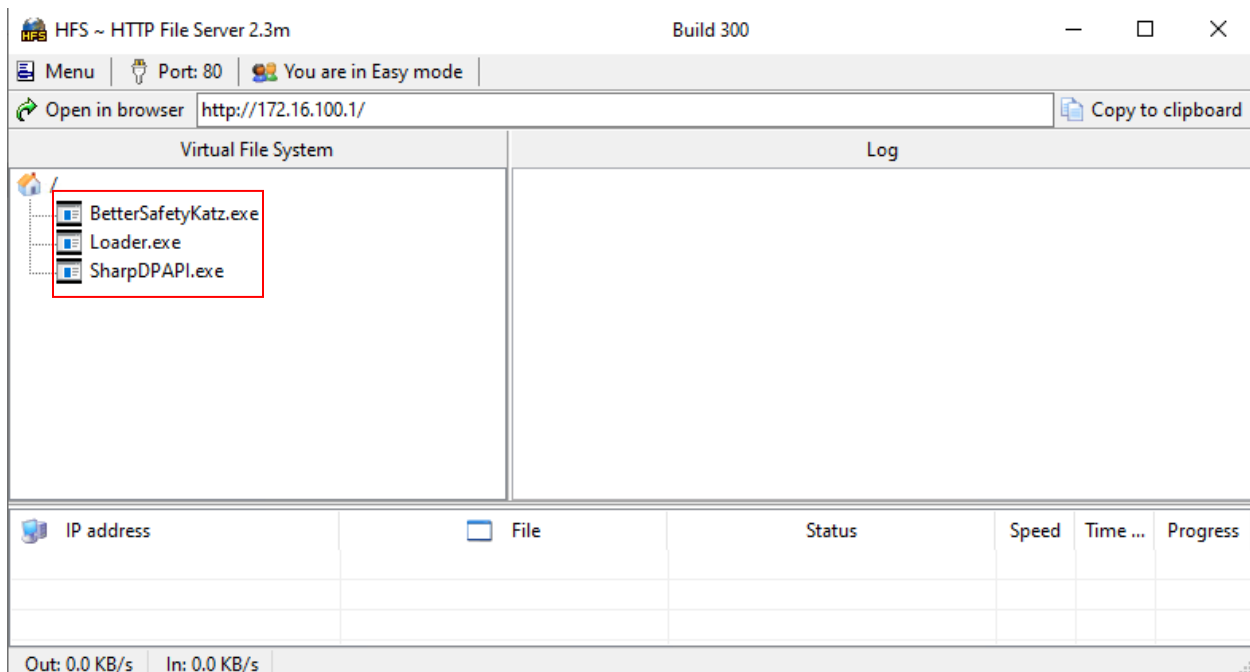 HFS ~ HTTP File Server 2.3m Build 300
Menu Port: 80 You are in Easy mode
Open in browser http://172.16.100.1/ Copy to clipboard
Virtual File System Log
/
BetterSafetyKatz.exe
Loader.exe
SharpDPAPI.exe
IP address File Status Speed Time ... Progress
Out: 0.0 KB/s In: 0.0 KB/s